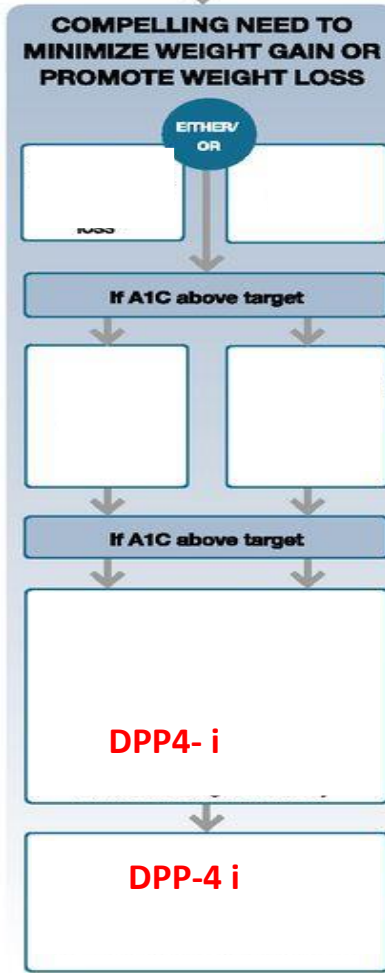 COMPELLING NEED TO
MINIMIZE WEIGHT GAIN OR
PROMOTE WEIGHT LOSS
EITHER/
OR
If A1C above target
If A1C above target
DPP4- i
DPP-4 i